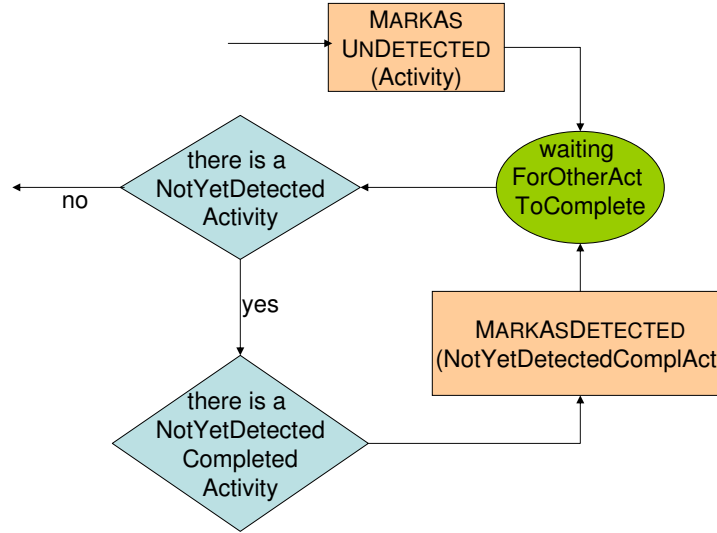 MARKAS
UNDETECTED
(Activity)
waiting
ForOtherAct
ToComplete
there is a
NotYetDetected
Activity
no
yes
MARKASDETECTED
(NotYetDetectedComplAct
there is a
NotYetDetected
Completed
Activity